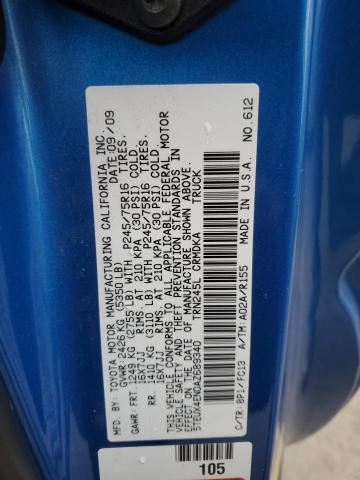 MFD BY: TOYOTA MOTOR MANUFACTURING CALIFORNIA, INC.
DATE: 09/09
GVWR: 2426 KG (5350 LB)
GAWR: FRT. 1249 KG (2755 LB) WITH P245/75R16 TIRES.
16X7JJ RIMS. AT 210 KPA (30 PSI) COLD.
RR. 1410 KG (3110 LB) WITH P245/75R16 TIRES.
16X7JJ RIMS. AT 210 KPA (30 PSI) COLD.
THIS VEHICLE CONFORMS TO ALL APPLICABLE FEDERAL MOTOR
VEHICLE SAFETY AND THEFT PREVENTION STANDARDS IN
EFFECT ON THE DATE OF MANUFACTURE SHOWN ABOVE.
5TEUX4EN0AZ689340 TRN245L CRMDKA TRUCK
C/TR: 8P1/FC13 A/TM: A02A/R155 MADE IN U.S.A. NO. 612
105